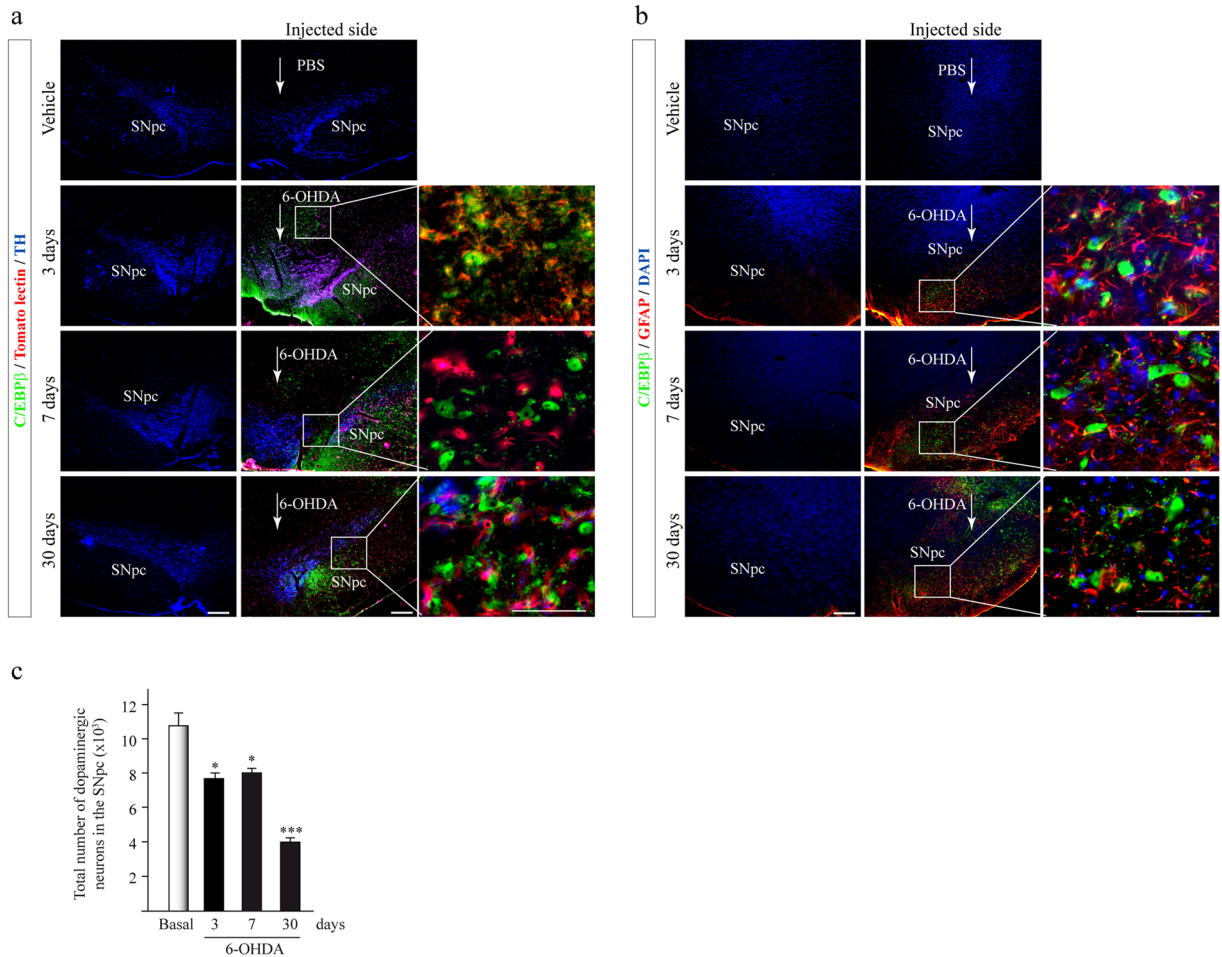 a
Injected side
C/EBPβ / Tomato lectin / TH
Vehicle
SNpc
PBS
SNpc
3 days
SNpc
6-OHDA
SNpc
7 days
SNpc
6-OHDA
SNpc
30 days
SNpc
6-OHDA
SNpc
b
Injected side
C/EBPβ / GFAP / DAPI
Vehicle
SNpc
PBS
SNpc
3 days
SNpc
6-OHDA
SNpc
7 days
SNpc
6-OHDA
SNpc
30 days
SNpc
6-OHDA
SNpc
c
Total number of dopaminergic
neurons in the SNpc (x10³)
12
10
8
6
4
2
*
*
***
Basal 3 7 30 days
6-OHDA